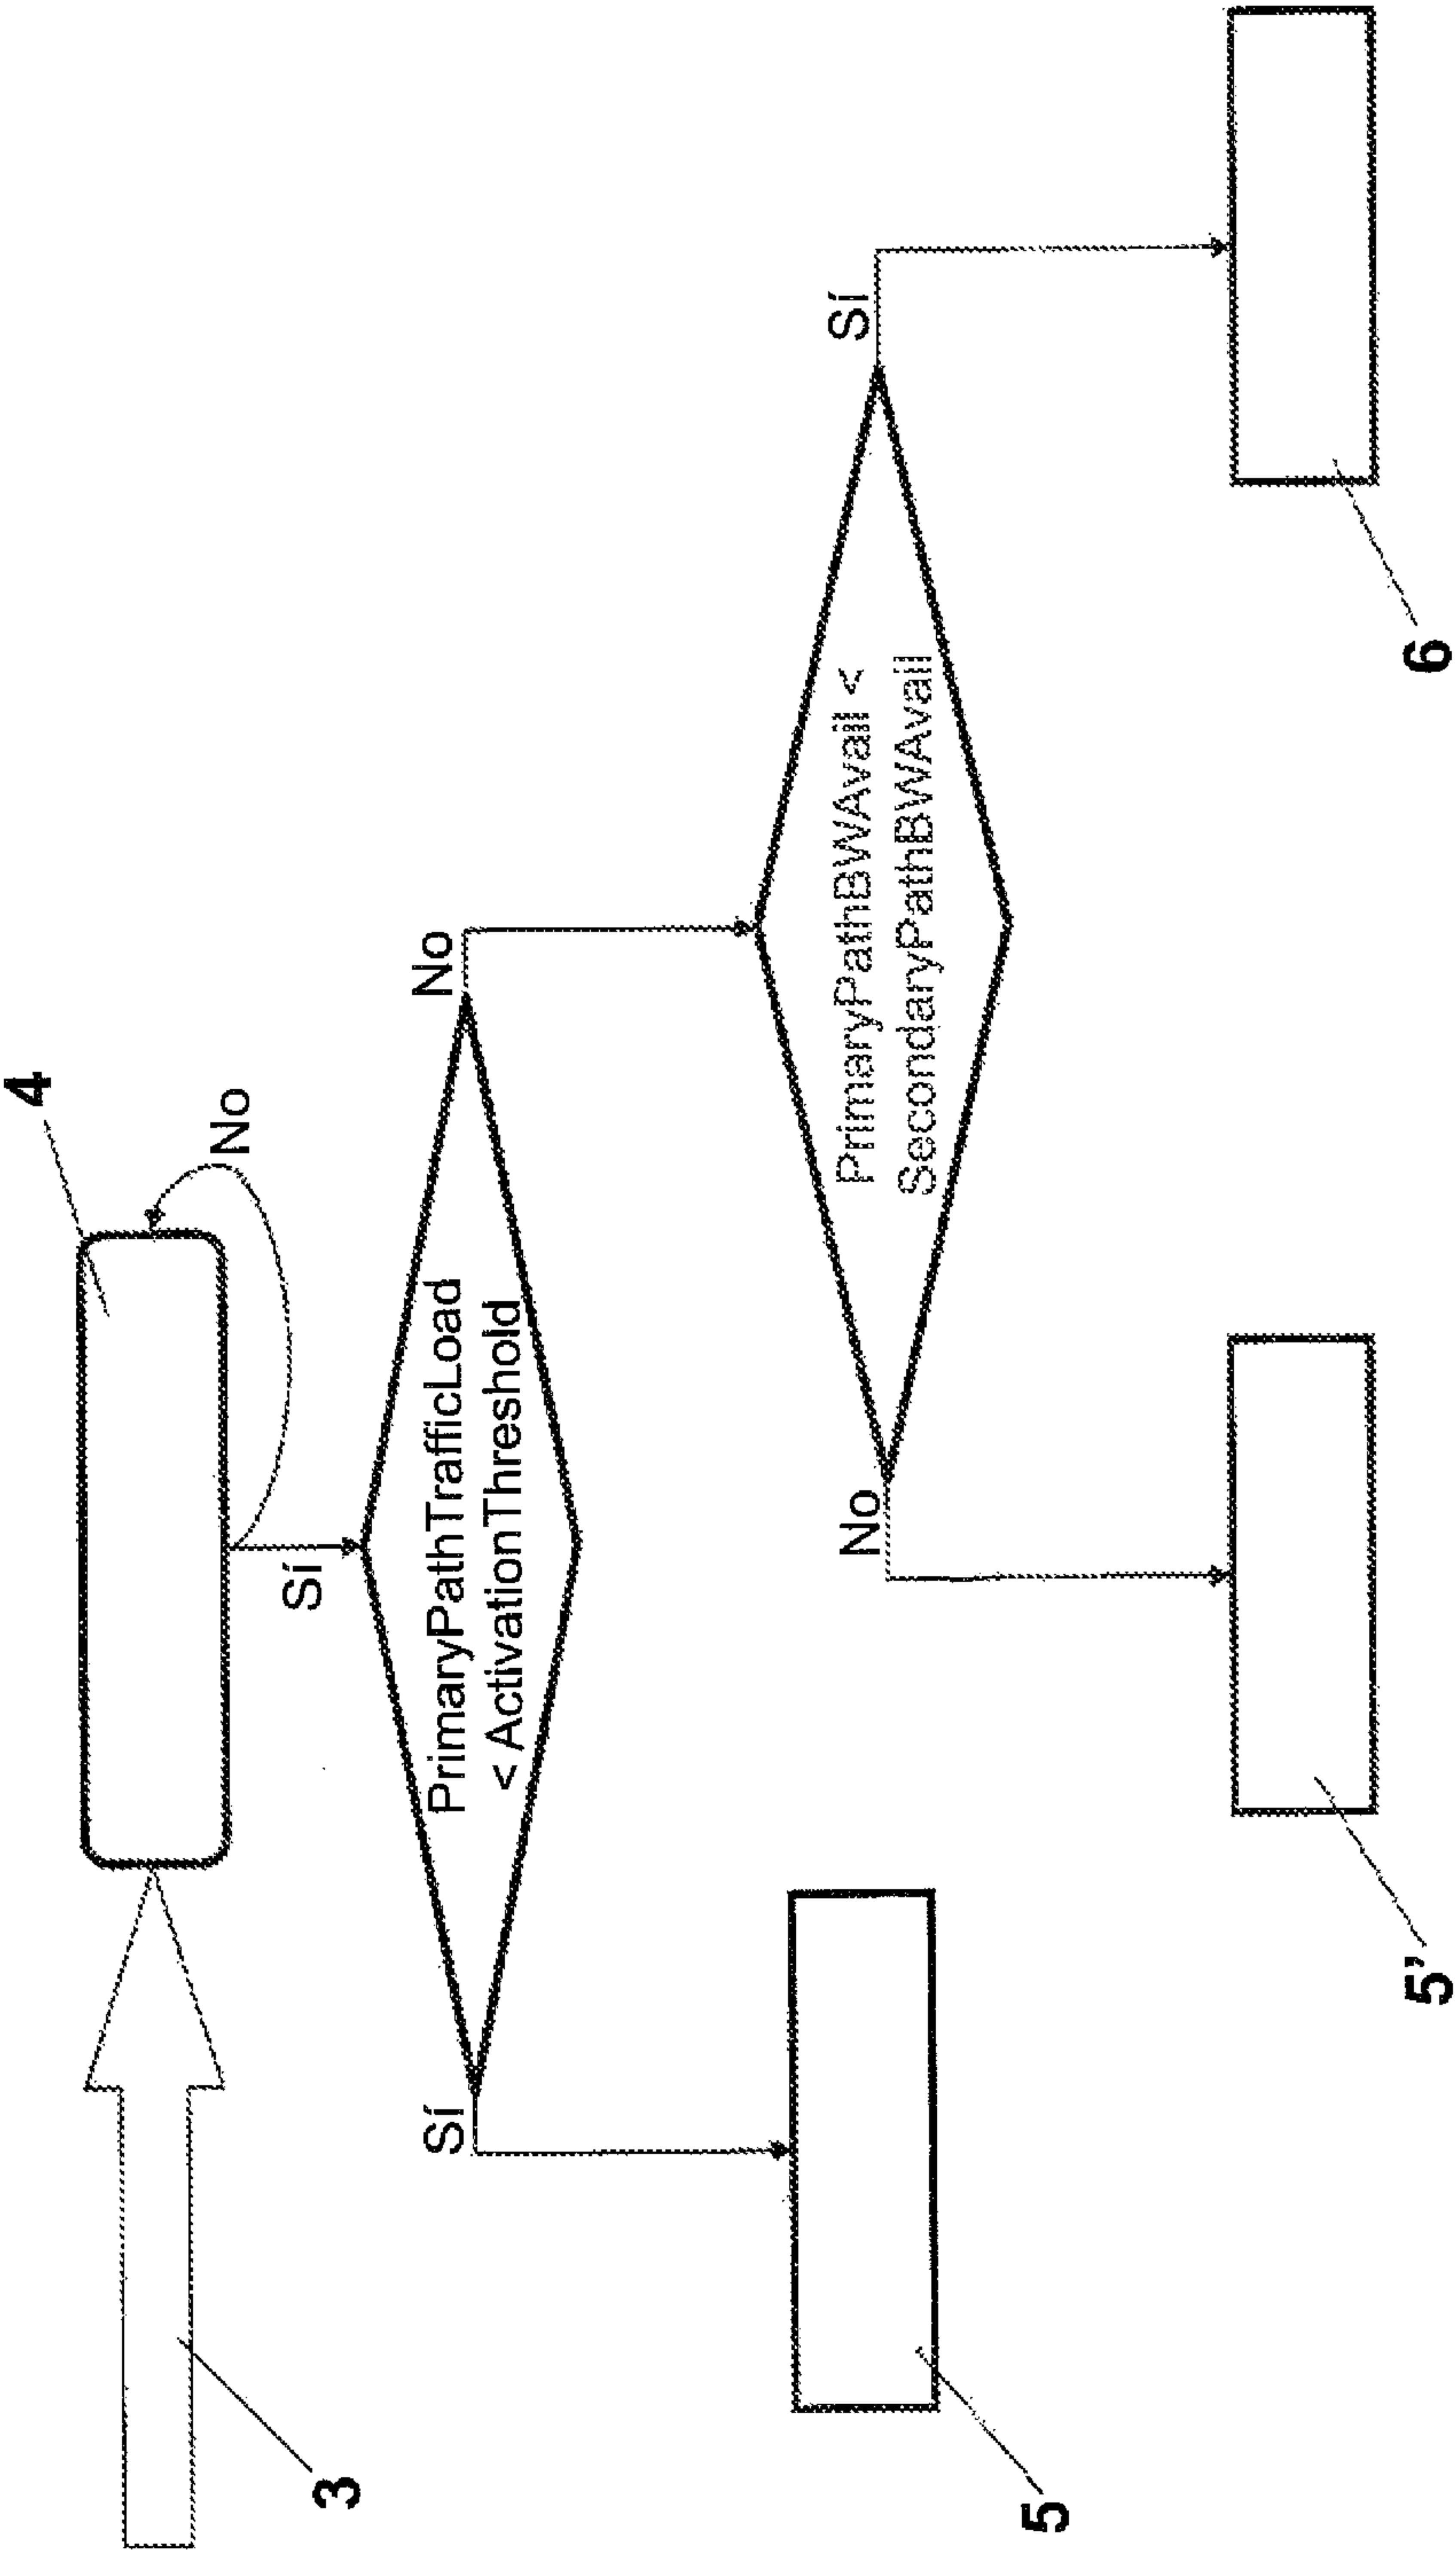 4
No
3
Sí
PrimaryPathTrafficLoad
< ActivationThreshold
Sí
No
5
PrimaryPathBWAvail <
SecondaryPathBWAvail
No
Sí
5'
6